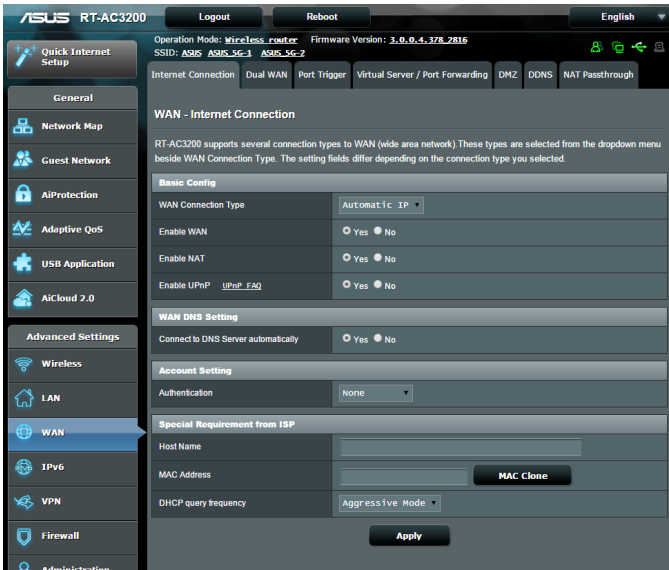 ASUS RT-AC3200 Logout Reboot English
Quick Internet Setup
Operation Mode: Wireless router Firmware Version: 3.0.0.4.378_2816
SSID: ASUS ASUS_5G-1 ASUS_5G-2
Internet Connection Dual WAN Port Trigger Virtual Server / Port Forwarding DMZ DDNS NAT Passthrough
General
Network Map
Guest Network
AiProtection
Adaptive QoS
USB Application
AiCloud 2.0
Advanced Settings
Wireless
LAN
WAN
IPv6
VPN
Firewall
Administration
WAN - Internet Connection
RT-AC3200 supports several connection types to WAN (wide area network).These types are selected from the dropdown menu
beside WAN Connection Type. The setting fields differ depending on the connection type you selected.
Basic Config
WAN Connection Type Automatic IP
Enable WAN Yes No
Enable NAT Yes No
Enable UPnP UPnP FAQ Yes No
WAN DNS Setting
Connect to DNS Server automatically Yes No
Account Setting
Authentication None
Special Requirement from ISP
Host Name
MAC Address MAC Clone
DHCP query frequency Aggressive Mode
Apply